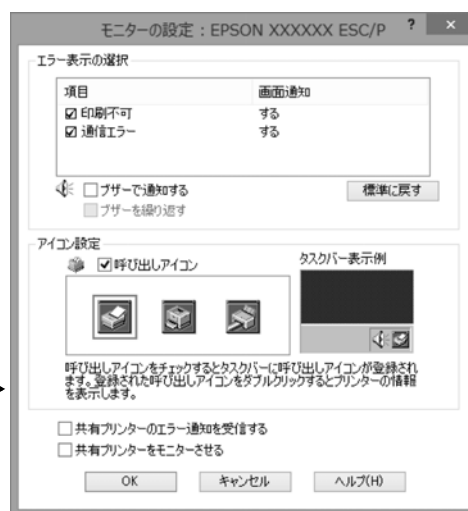 モニターの設定：EPSON XXXXXX ESC/P
?
×
エラー表示の選択
項目 画面通知
印刷不可 する
通信エラー する
ブザーで通知する 標準に戻す
ブザーを繰り返す
アイコン設定
呼び出しアイコン タスクバー表示例
呼び出しアイコンをチェックするとタスクバーに呼び出しアイコンが登録され
ます。登録された呼び出しアイコンをダブルクリックするとプリンターの情報
を表示します。
共有プリンターのエラー通知を受信する
共有プリンターをモニターさせる
OK キャンセル ヘルプ(H)